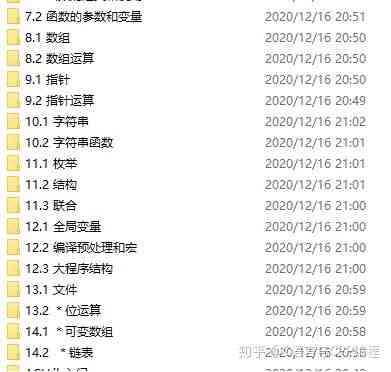 7.2 函数的参数和变量 2020/12/16 20:51
8.1 数组 2020/12/16 20:50
8.2 数组运算 2020/12/16 20:50
9.1 指针 2020/12/16 20:50
9.2 指针运算 2020/12/16 20:49
10.1 字符串 2020/12/16 21:02
10.2 字符串函数 2020/12/16 21:01
11.1 枚举 2020/12/16 21:01
11.2 结构 2020/12/16 21:01
11.3 联合 2020/12/16 21:00
12.1 全局变量 2020/12/16 21:00
12.2 编译预处理和宏 2020/12/16 21:00
12.3 大程序结构 2020/12/16 21:00
13.1 文件 2020/12/16 20:59
13.2 *位运算 2020/12/16 20:59
14.1 *可变数组 2020/12/16 20:58
14.2 *链表 2020/12/16 20:58
知乎